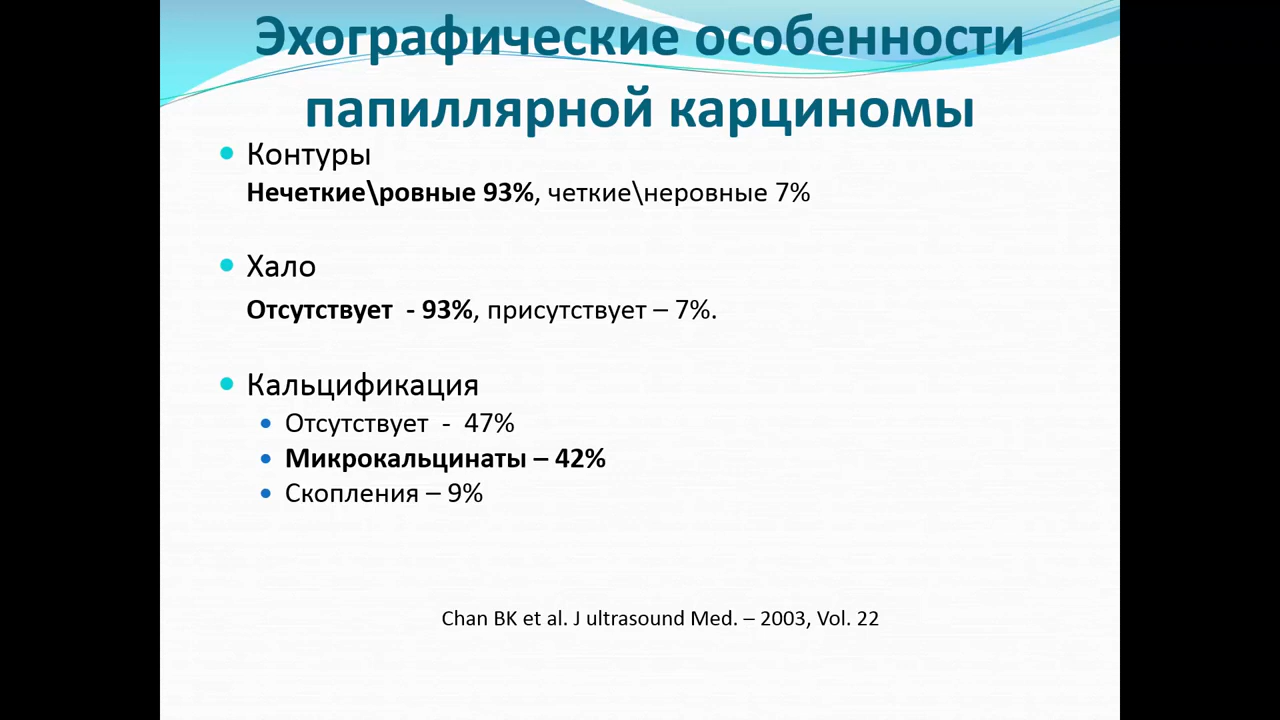 Эхографические особенности
папиллярной карциномы
Контуры
Нечеткие\ровные 93%, четкие\неровные 7%
Хало
Отсутствует - 93%, присутствует – 7%.
Кальцификация
Отсутствует - 47%
Микрокальцинаты – 42%
Скопления – 9%
Chan BK et al. J ultrasound Med. – 2003, Vol. 22